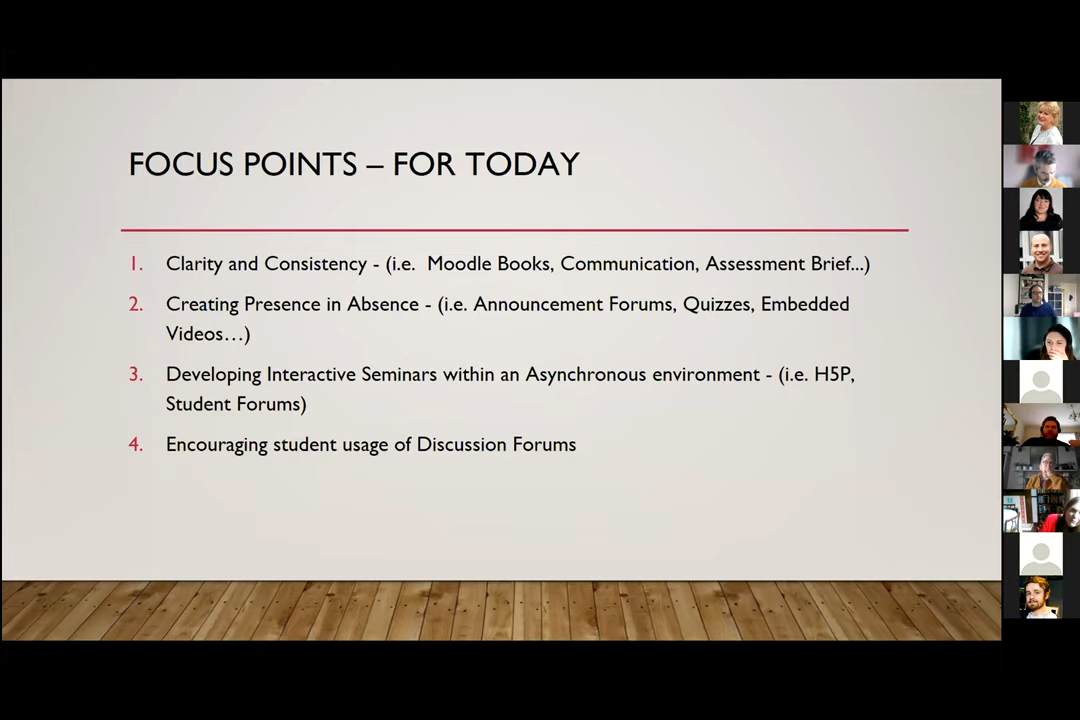 FOCUS POINTS – FOR TODAY
1. Clarity and Consistency - (i.e.  Moodle Books, Communication, Assessment Brief...)
2. Creating Presence in Absence - (i.e. Announcement Forums, Quizzes, Embedded
Videos…)
3. Developing Interactive Seminars within an Asynchronous environment - (i.e. H5P,
Student Forums)
4. Encouraging student usage of Discussion Forums